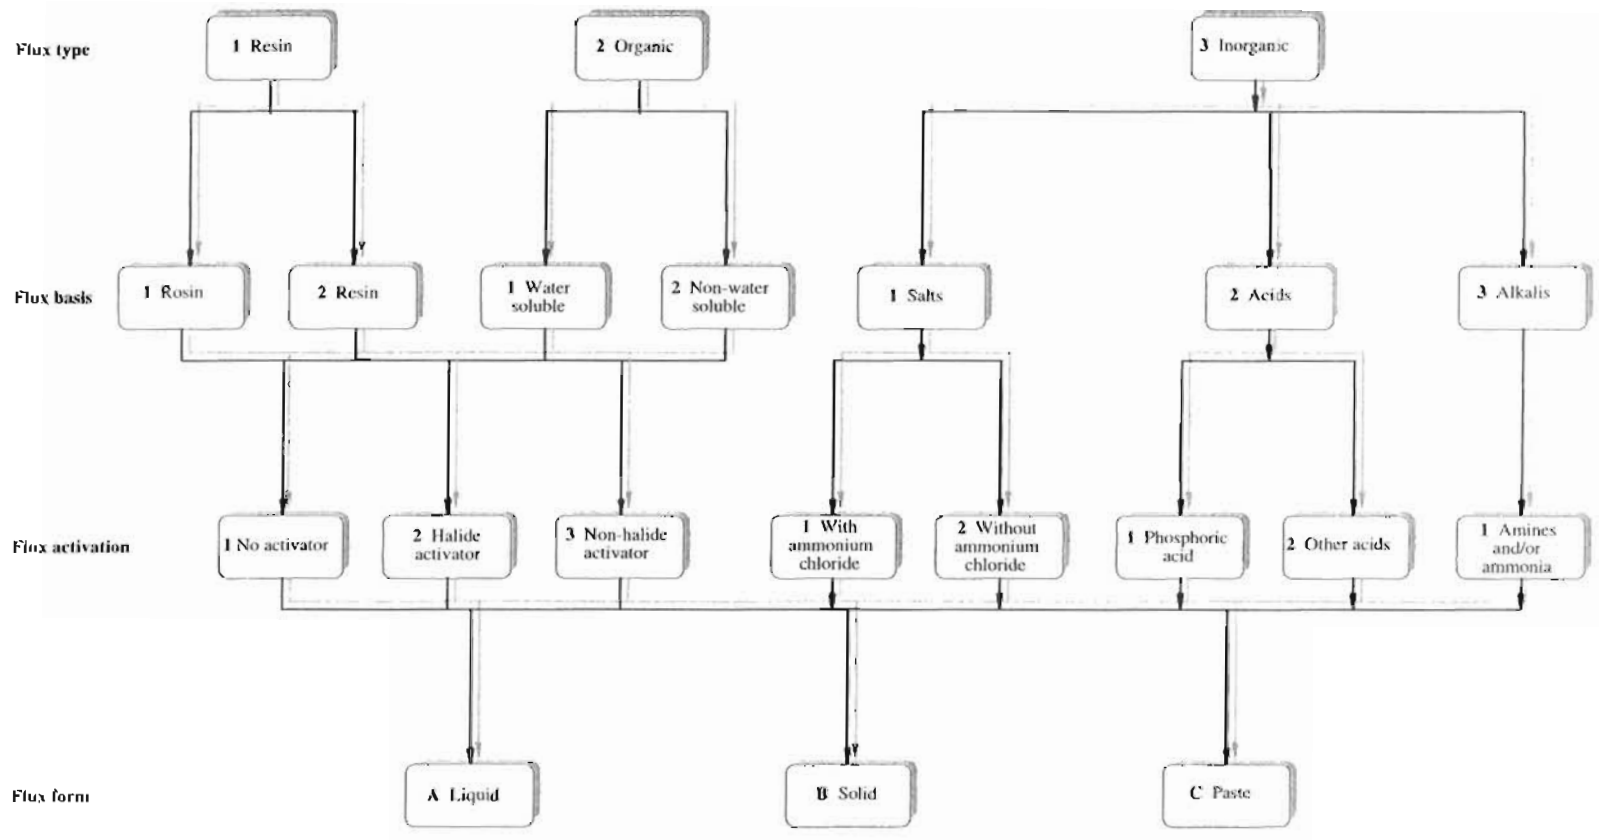 Flux type
1 Resin
2 Organic
3 Inorganic
Flux basis
1 Rosin
2 Resin
1 Water
soluble
2 Non-water
soluble
1 Salts
2 Acids
3 Alkalis
Flux activation
1 No activator
2 Halide
activator
3 Non-halide
activator
1 With
ammonium
chloride
2 Without
ammonium
chloride
1 Phosphoric
acid
2 Other acids
1 Amines
and/or
ammonia
Flux form
A Liquid
B Solid
C Paste